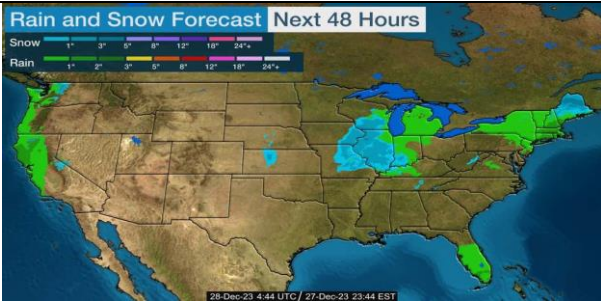 Rain and Snow Forecast Next 48 Hours
Snow 1" 3" 5" 8" 12" 18" 24"+
Rain 1" 2" 3" 5" 8" 12" 18" 24"+
28-Dec-23 4:44 UTC / 27-Dec-23 23:44 EST